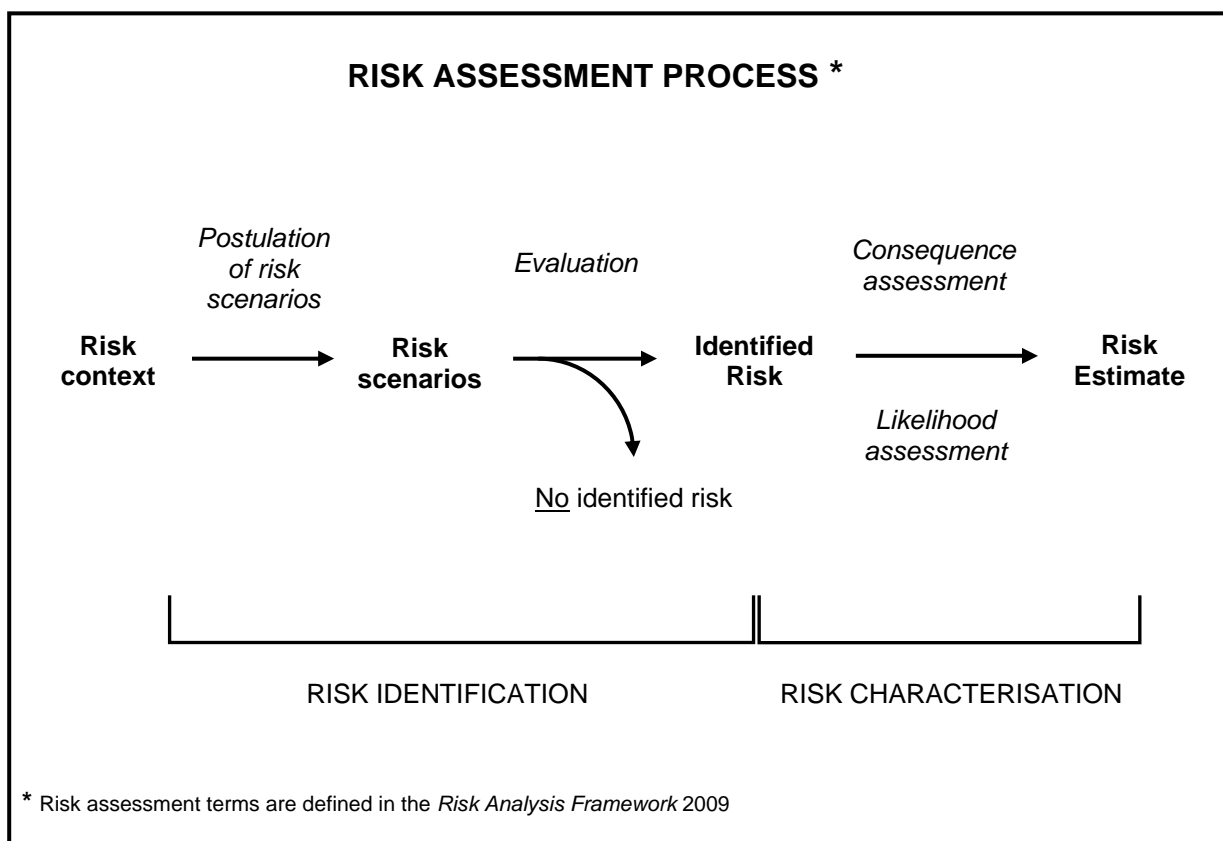 RISK ASSESSMENT PROCESS *
Postulation
of risk
scenarios
Evaluation
Consequence
assessment
Risk
context
Risk
scenarios
Identified
Risk
Risk
Estimate
Likelihood
assessment
No identified risk
RISK IDENTIFICATION
RISK CHARACTERISATION
* Risk assessment terms are defined in the Risk Analysis Framework 2009